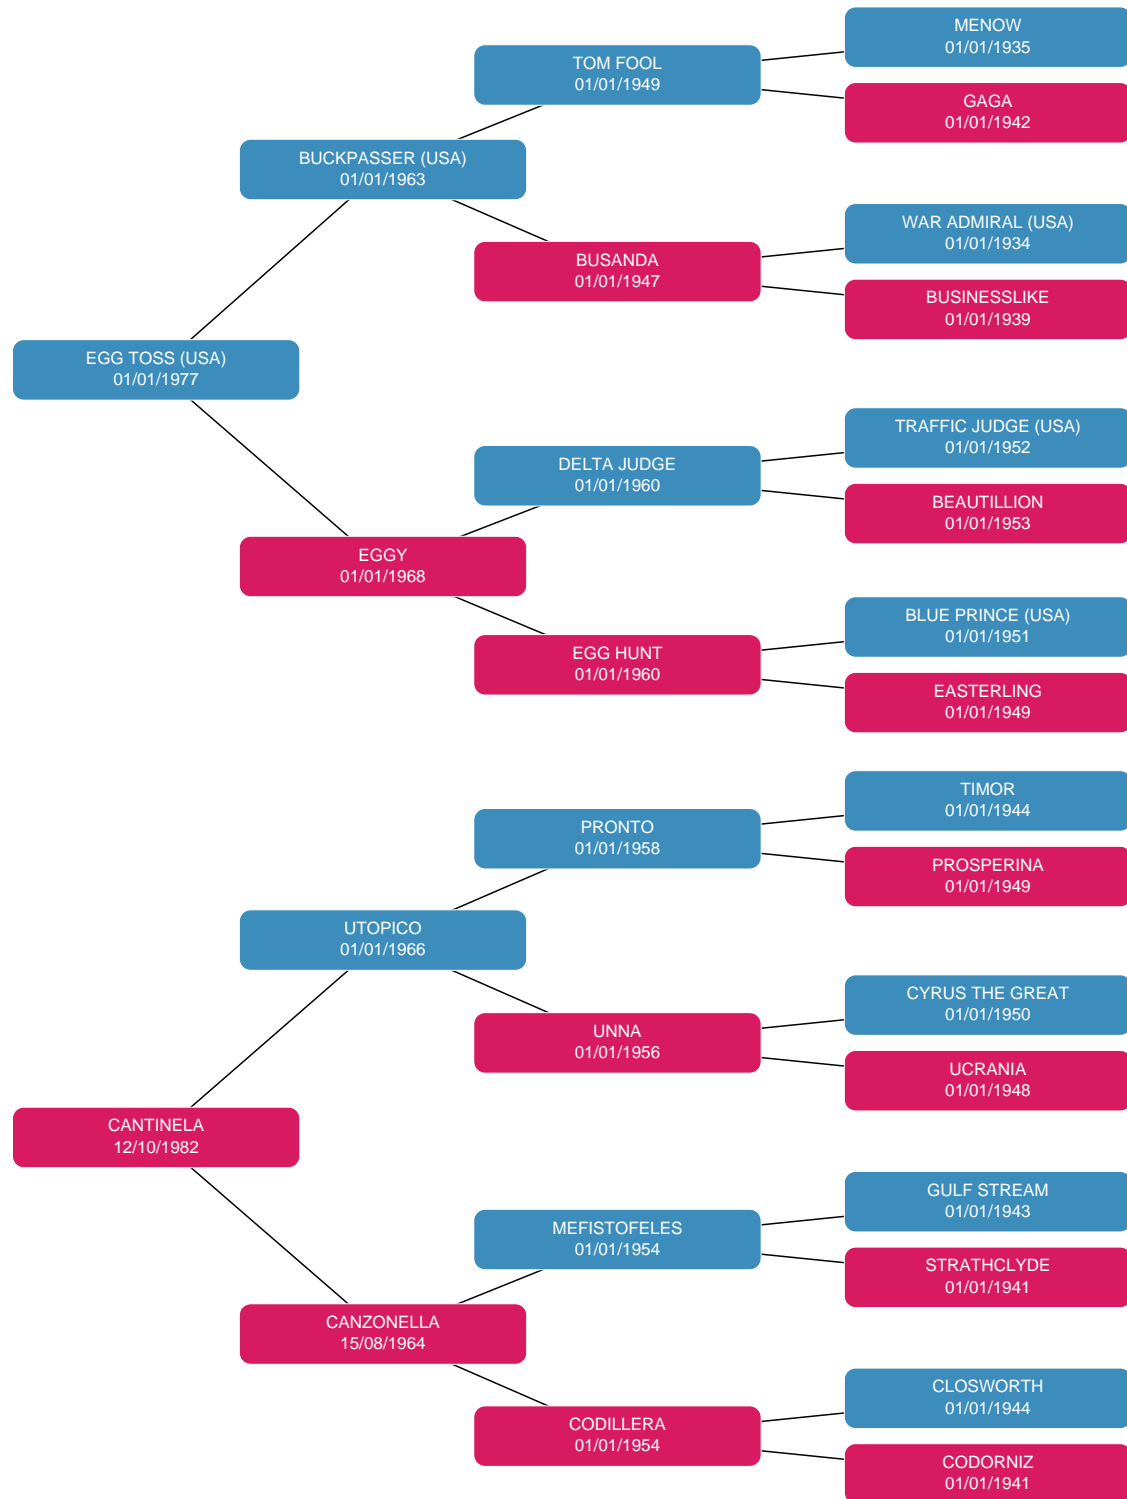 MENOW
01/01/1935
TOM FOOL
01/01/1949
GAGA
01/01/1942
BUCKPASSER (USA)
01/01/1963
WAR ADMIRAL (USA)
01/01/1934
BUSANDA
01/01/1947
BUSINESSLIKE
01/01/1939
EGG TOSS (USA)
01/01/1977
TRAFFIC JUDGE (USA)
01/01/1952
DELTA JUDGE
01/01/1960
BEAUTILLION
01/01/1953
EGGY
01/01/1968
BLUE PRINCE (USA)
01/01/1951
EGG HUNT
01/01/1960
EASTERLING
01/01/1949
TIMOR
01/01/1944
PRONTO
01/01/1958
PROSPERINA
01/01/1949
UTOPICO
01/01/1966
CYRUS THE GREAT
01/01/1950
UNNA
01/01/1956
UCRANIA
01/01/1948
CANTINELA
12/10/1982
GULF STREAM
01/01/1943
MEFISTOFELES
01/01/1954
STRATHCLYDE
01/01/1941
CANZONELLA
15/08/1964
CLOSWORTH
01/01/1944
CODILLERA
01/01/1954
CODORNIZ
01/01/1941